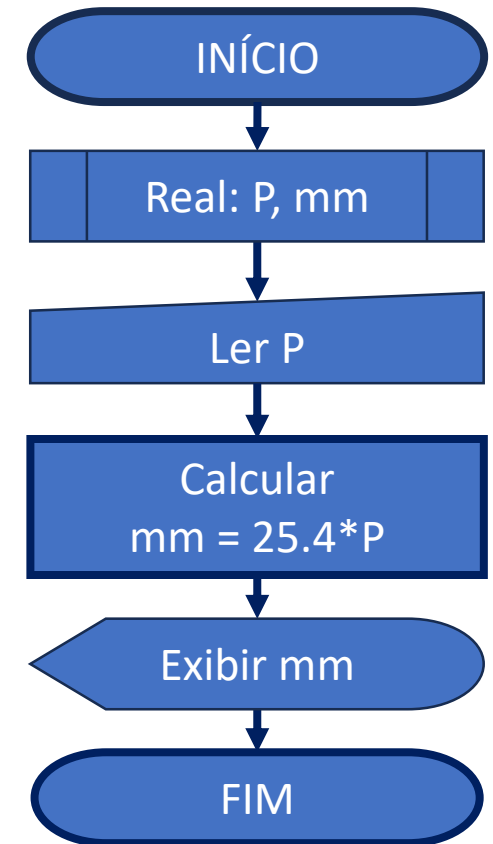 INÍCIO
Real: P, mm
Ler P
Calcular
mm = 25.4*P
Exibir mm
FIM